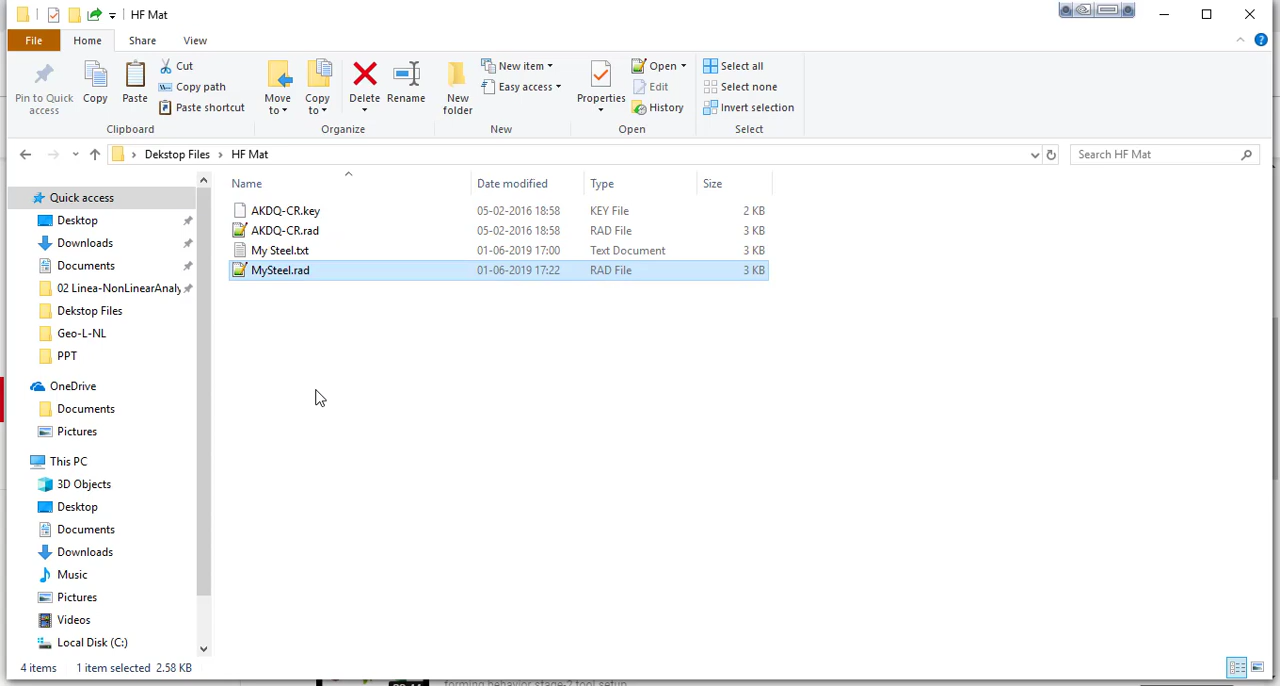 HF Mat
File Home Share View
Pin to Quick access
Copy
Paste
Cut
Copy path
Paste shortcut
Move to
Copy to
Delete
Rename
New folder
New item
Easy access
Properties
Open
Edit
History
Select all
Select none
Invert selection
Clipboard Organize New Open Select
Dekstop Files HF Mat
Search HF Mat
Name Date modified Type Size
AKDQ-CR.key 05-02-2016 18:58 KEY File 2 KB
AKDQ-CR.rad 05-02-2016 18:58 RAD File 3 KB
My Steel.txt 01-06-2019 17:00 Text Document 3 KB
MySteel.rad 01-06-2019 17:22 RAD File 3 KB
Quick access
Desktop
Downloads
Documents
02 Linea-NonLinearAnaly
Dekstop Files
Geo-L-NL
PPT
OneDrive
Documents
Pictures
This PC
3D Objects
Desktop
Documents
Downloads
Music
Pictures
Videos
Local Disk (C:)
4 items 1 item selected 2.58 KB
forming behavior stage-2 tool setup